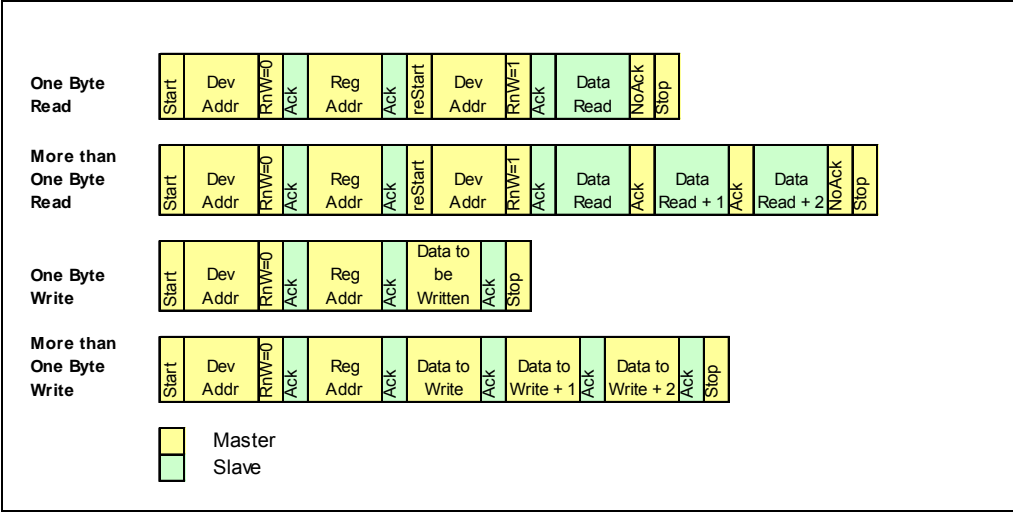 One Byte
Read
Start
Dev
Addr
RnW=0
Ack
Reg
Addr
Ack
reStart
Dev
Addr
RnW=1
Ack
Data
Read
NoAck
Stop
More than
One Byte
Read
Start
Dev
Addr
RnW=0
Ack
Reg
Addr
Ack
reStart
Dev
Addr
RnW=1
Ack
Data
Read
Ack
Data
Read + 1
Ack
Data
Read + 2
NoAck
Stop
One Byte
Write
Start
Dev
Addr
RnW=0
Ack
Reg
Addr
Ack
Data to
be
Written
Ack
Stop
More than
One Byte
Write
Start
Dev
Addr
RnW=0
Ack
Reg
Addr
Ack
Data to
Write
Ack
Data to
Write + 1
Ack
Data to
Write + 2
Ack
Stop
Master
Slave